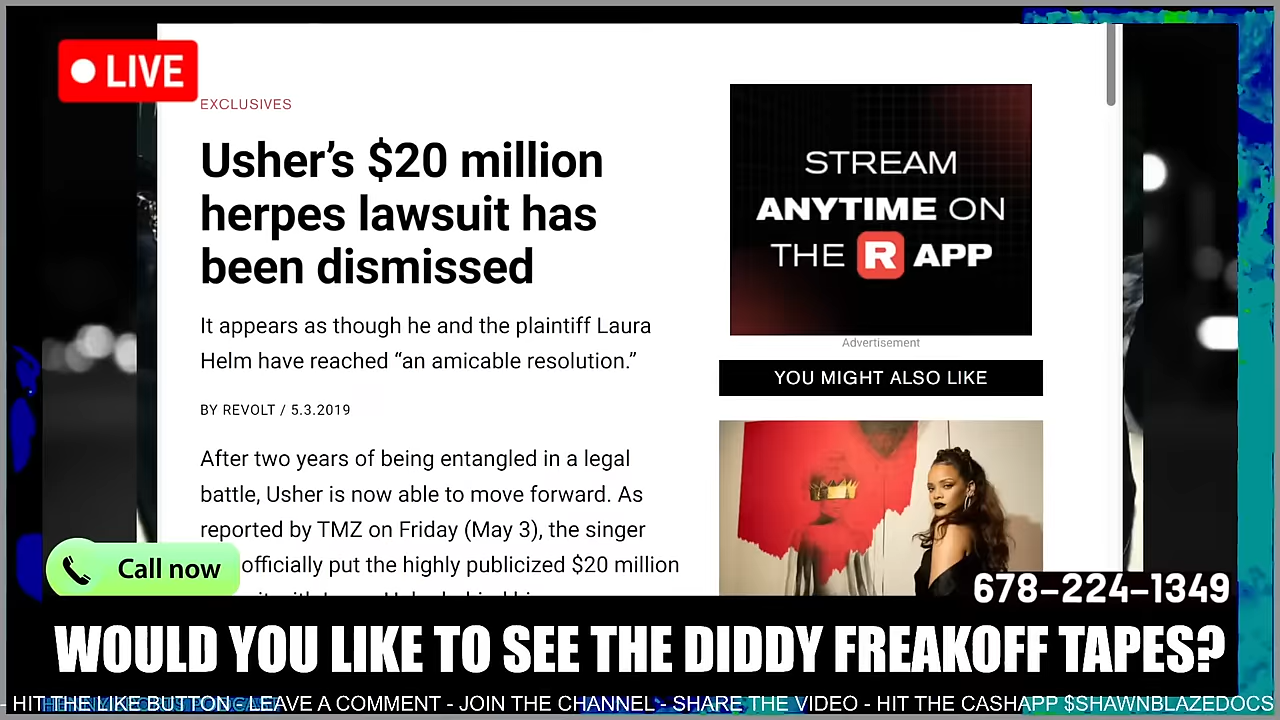 LIVE
EXCLUSIVES
Usher’s $20 million
herpes lawsuit has
been dismissed
It appears as though he and the plaintiff Laura
Helm have reached “an amicable resolution.”
BY REVOLT / 5.3.2019
After two years of being entangled in a legal
battle, Usher is now able to move forward. As
reported by TMZ on Friday (May 3), the singer
officially put the highly publicized $20 million
STREAM
ANYTIME ON
THE R APP
Advertisement
YOU MIGHT ALSO LIKE
Call now
678-224-1349
WOULD YOU LIKE TO SEE THE DIDDY FREAKOFF TAPES?
- HIT THE LIKE BUTTON - LEAVE A COMMENT - JOIN THE CHANNEL - SHARE THE VIDEO - HIT THE CASHAPP $SHAWNBLAZEDOCS